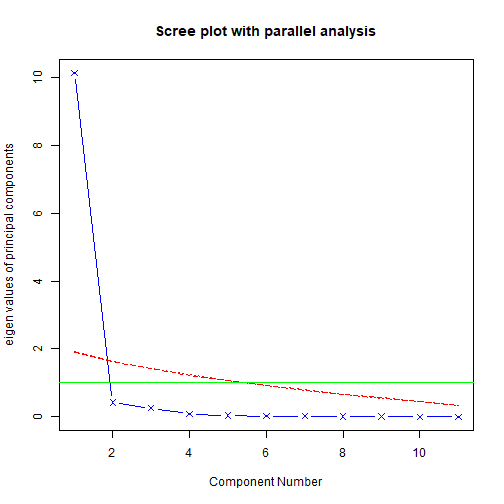 Scree plot with parallel analysis
eigen values of principal components
10
8
6
4
2
0
2 4 6 8 10
Component Number